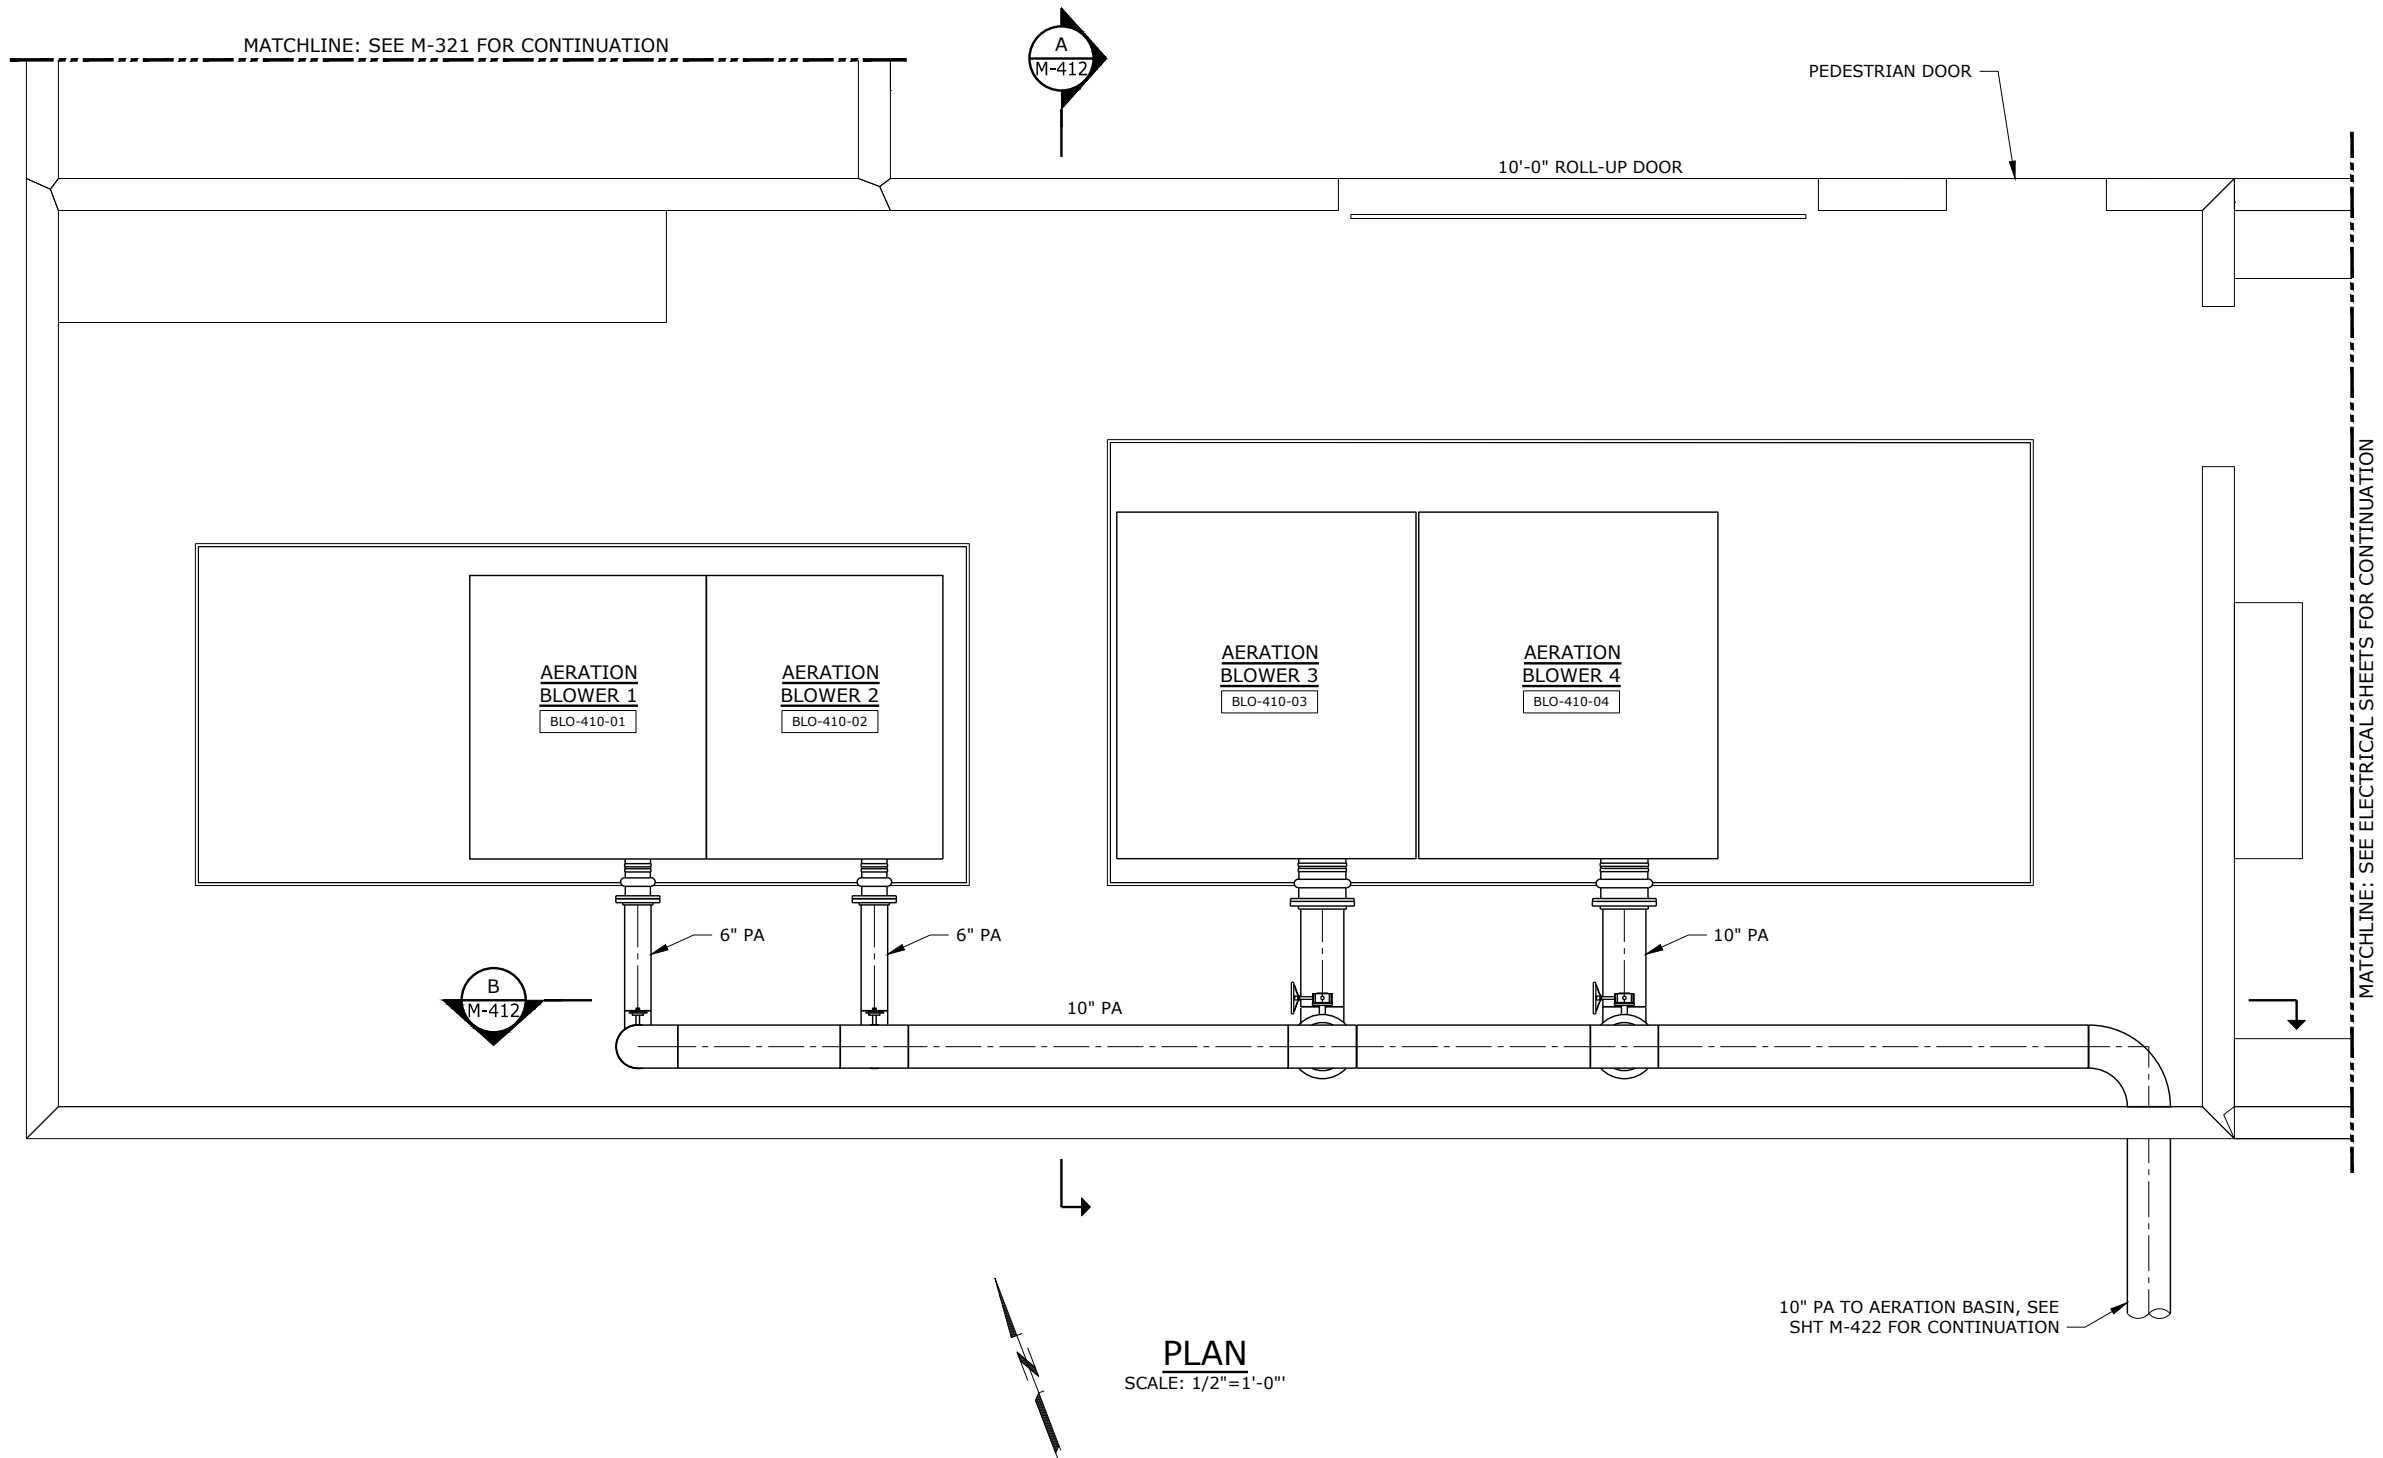 MATCHLINE: SEE M-321 FOR CONTINUATION
A
M-412
PEDESTRIAN DOOR
10'-0" ROLL-UP DOOR
MATCHLINE: SEE ELECTRICAL SHEETS FOR CONTINUATION
AERATION
BLOWER 1
BLO-410-01
AERATION
BLOWER 2
BLO-410-02
AERATION
BLOWER 3
BLO-410-03
AERATION
BLOWER 4
BLO-410-04
6" PA
6" PA
10" PA
B
M-412
10" PA
10" PA TO AERATION BASIN, SEE
SHT M-422 FOR CONTINUATION
PLAN
SCALE: 1/2"=1'-0"'